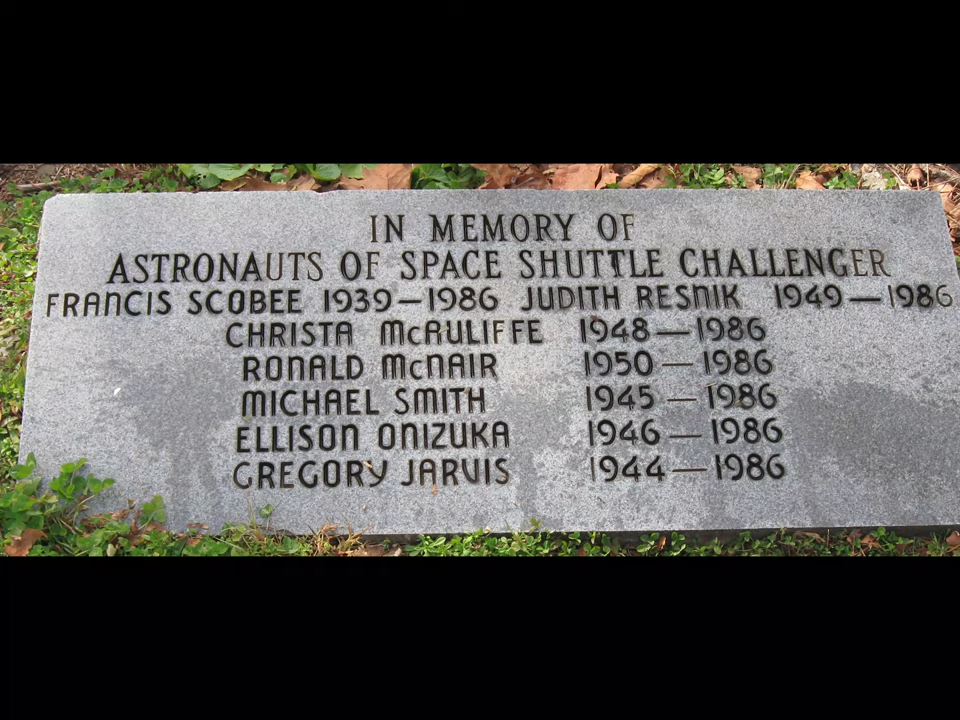 IN MEMORY OF
ASTRONAUTS OF SPACE SHUTTLE CHALLENGER
FRANCIS SCOBEE 1939—1986 JUDITH RESNIK 1949—1986
CHRISTA McAULIFFE 1948—1986
RONALD McNAIR 1950—1986
MICHAEL SMITH 1945—1986
ELLISON ONIZUKA 1946—1986
GREGORY JARVIS 1944—1986